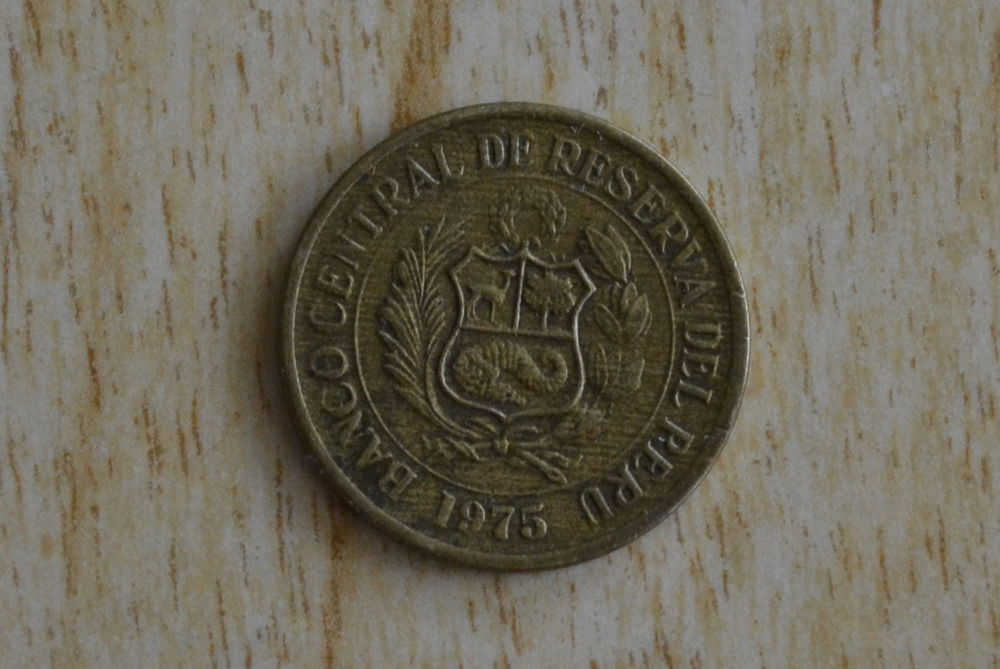 BANCO CENTRAL DE RESERVA DEL PERU
1975